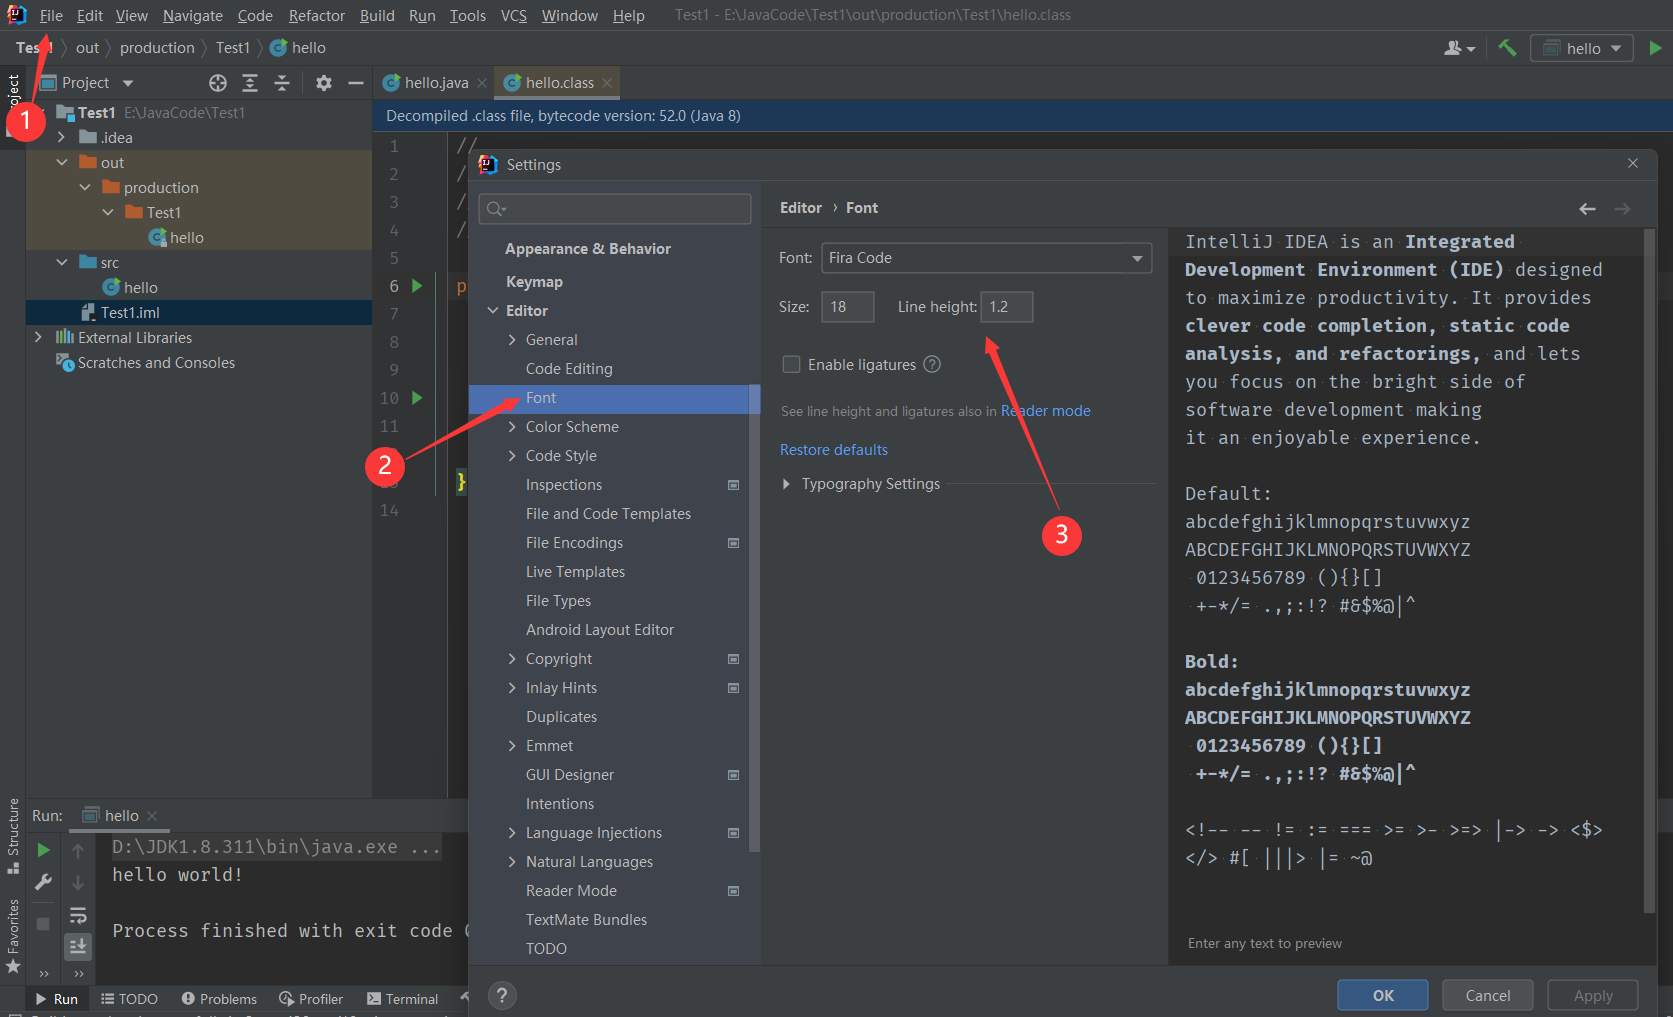 File Edit View Navigate Code Refactor Build Run Tools VCS Window Help Test1 - E:\JavaCode\Test1\out\production\Test1\hello.class
out production Test1 hello
hello
Project
hello.java
hello.class
1
Test1 E:\JavaCode\Test1
.idea
out
production
Test1
hello
src
hello
Test1.iml
External Libraries
Scratches and Consoles
Decompiled .class file, bytecode version: 52.0 (Java 8)
1 //
2 /
3 /
4 /
5
6 p
7
8
9
10
11
}
14
Settings
Appearance & Behavior
Keymap
Editor
General
Code Editing
Font
Color Scheme
Code Style
Inspections
File and Code Templates
File Encodings
Live Templates
File Types
Android Layout Editor
Copyright
Inlay Hints
Duplicates
Emmet
GUI Designer
Intentions
Language Injections
Natural Languages
Reader Mode
TextMate Bundles
TODO
2
Editor › Font
Font: Fira Code
Size: 18 Line height: 1.2
Enable ligatures ?
See line height and ligatures also in Reader mode
Restore defaults
Typography Settings
3
IntelliJ IDEA is an Integrated
Development Environment (IDE) designed
to maximize productivity. It provides
clever code completion, static code
analysis, and refactorings, and lets
you focus on the bright side of
software development making
it an enjoyable experience.
Default:
abcdefghijklmnopqrstuvwxyz
ABCDEFGHIJKLMNOPQRSTUVWXYZ
0123456789 (){}[]
+-*/= .,;:!? #&$%@|^
Bold:
abcdefghijklmnopqrstuvwxyz
ABCDEFGHIJKLMNOPQRSTUVWXYZ
0123456789 (){}[]
+-*/= .,;:!? #&$%@|^
<!-- -- != := === >= >- >=> |-> -> <$>
</> #[ |||> |= ~@
Enter any text to preview
? OK Cancel Apply
Run: hello
D:\JDK1.8.311\bin\java.exe ...
hello world!
Process finished with exit code
Structure
Favorites
Run TODO Problems Profiler Terminal